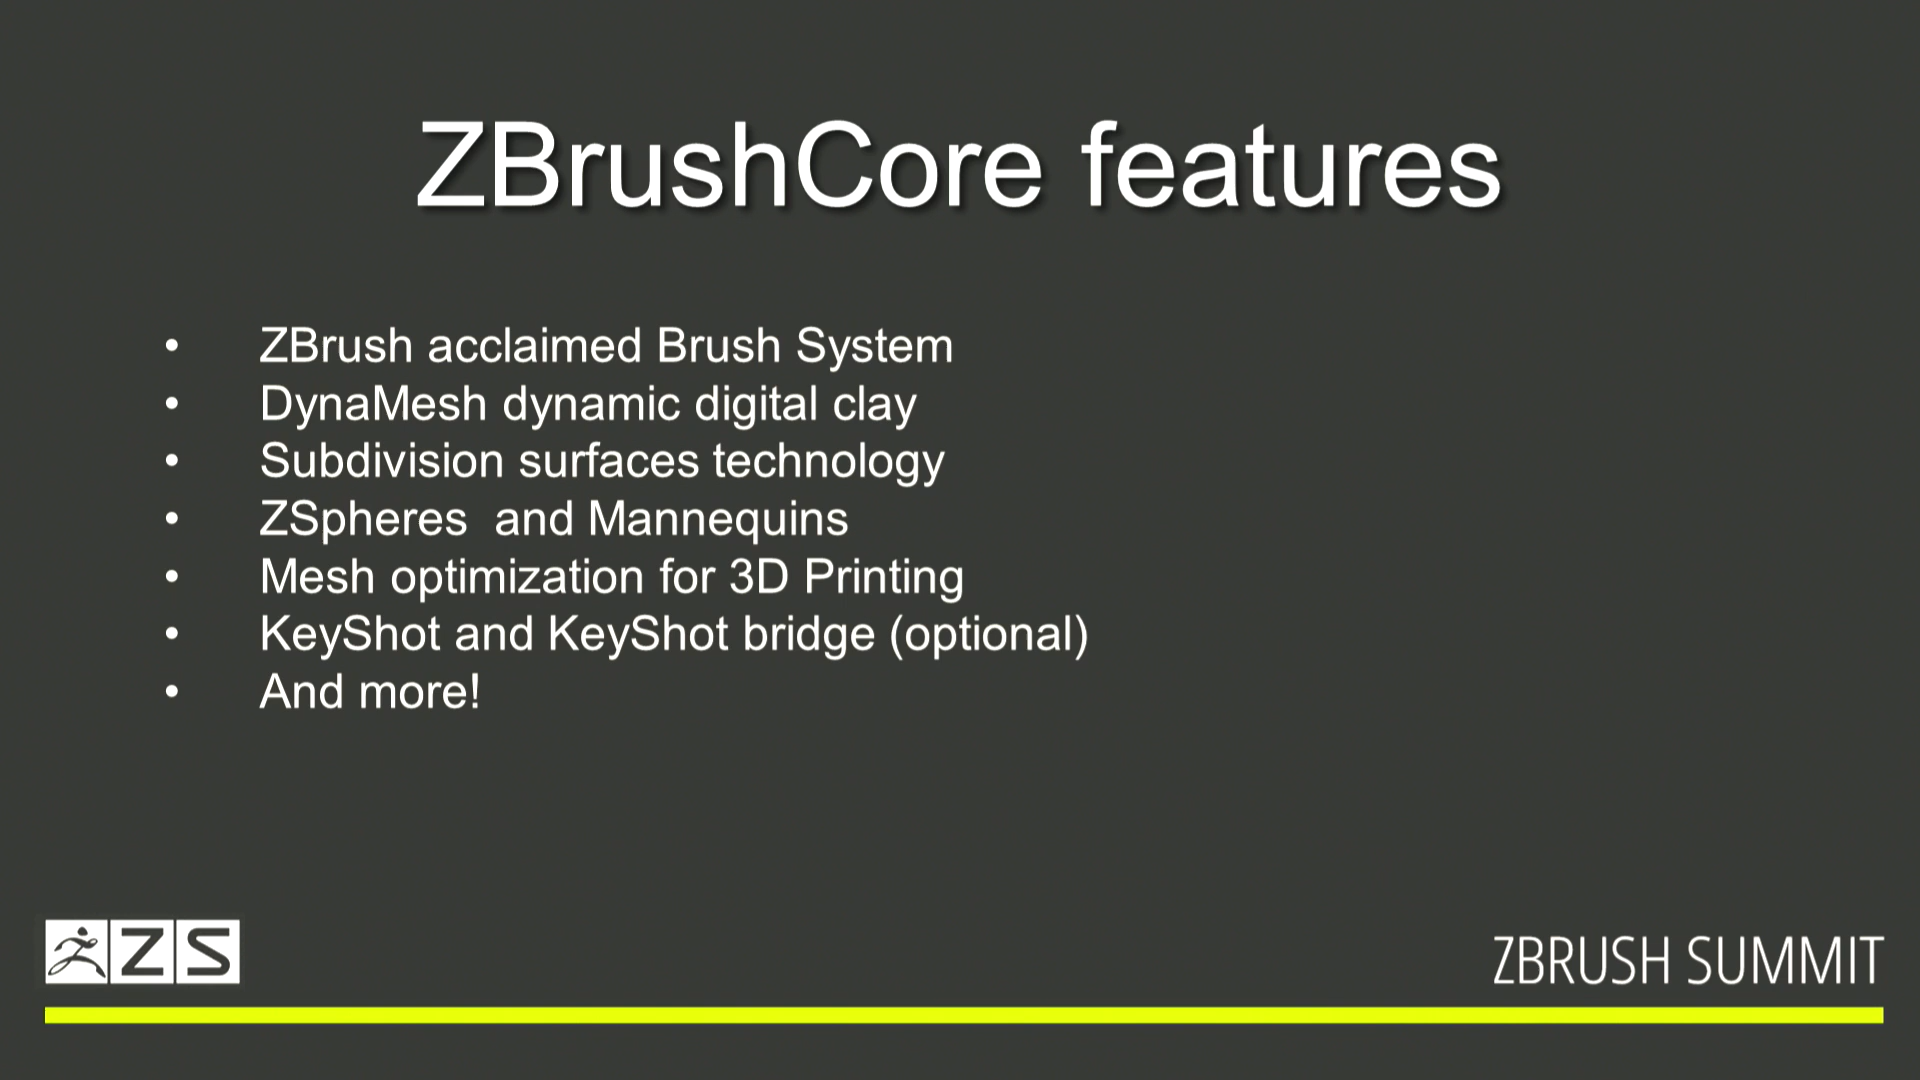 ZBrushCore features
• ZBrush acclaimed Brush System
• DynaMesh dynamic digital clay
• Subdivision surfaces technology
• ZSpheres  and Mannequins
• Mesh optimization for 3D Printing
• KeyShot and KeyShot bridge (optional)
• And more!
ZS
ZBRUSH SUMMIT